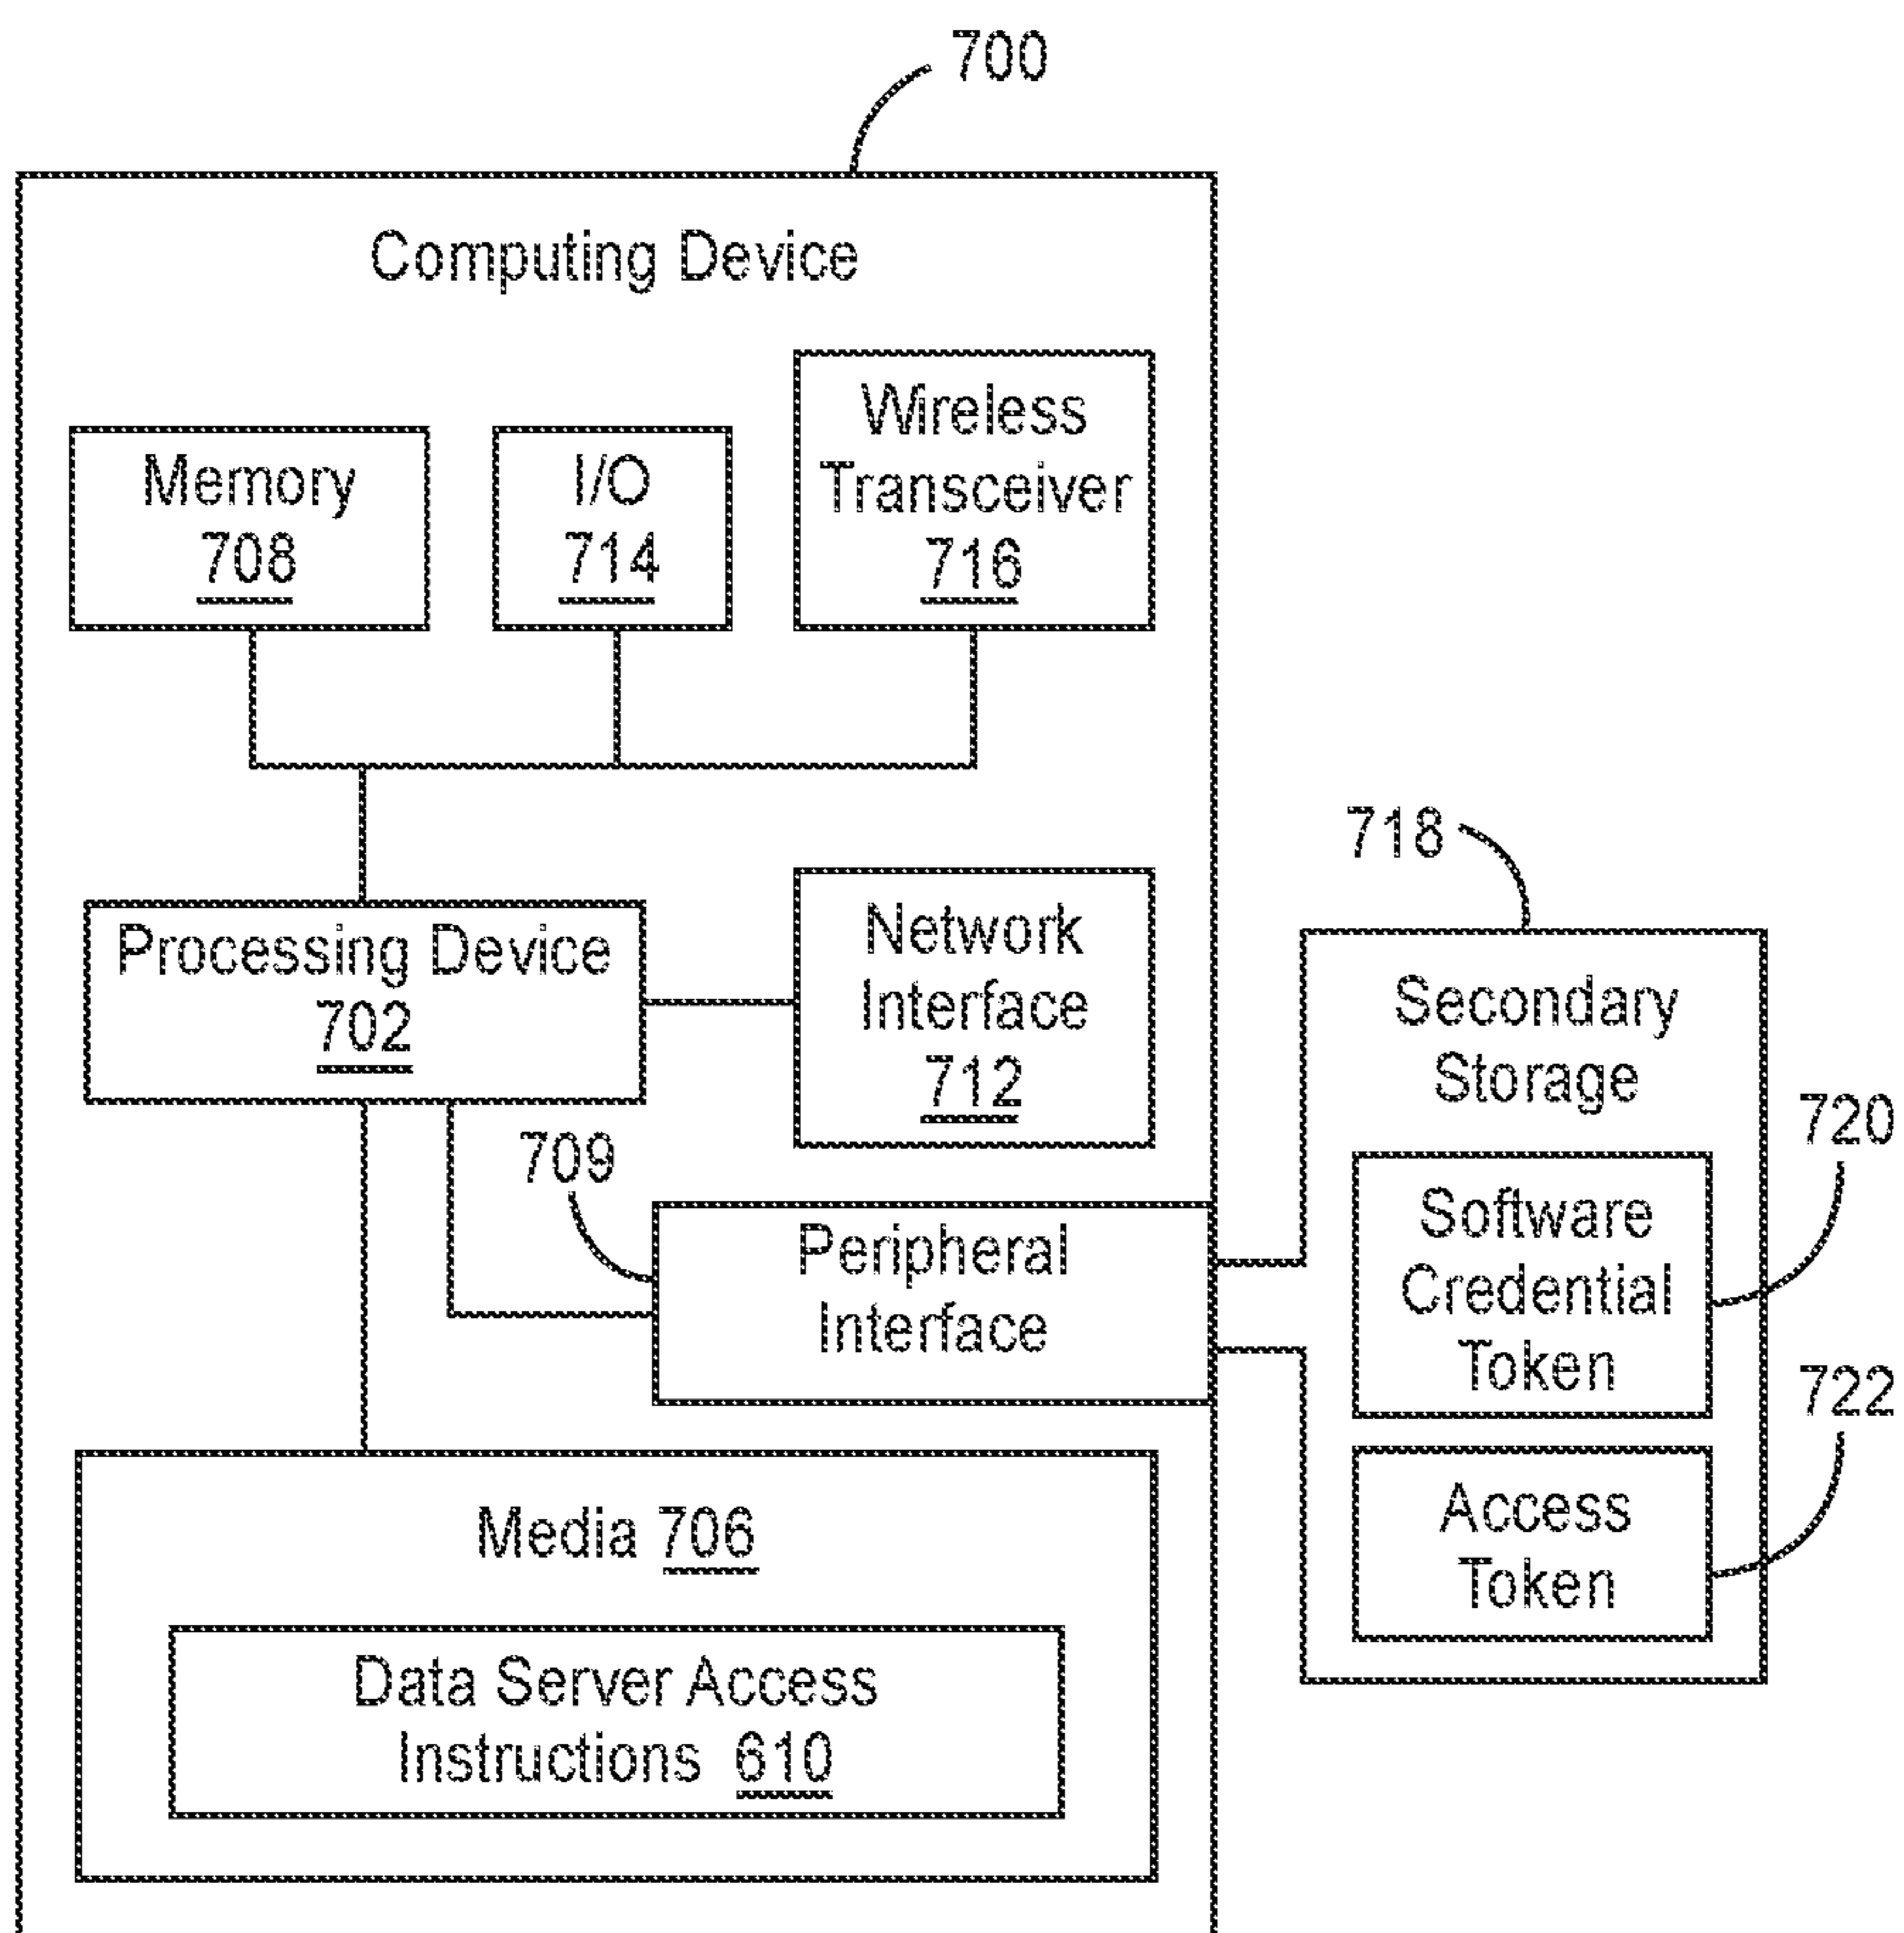 700
Computing Device
Memory
708
I/O
714
Wireless
Transceiver
716
718
Processing Device
702
Network
Interface
712
Secondary
Storage
709
720
Peripheral
Interface
Software
Credential
Token
722
Access
Token
Media 706
Data Server Access
Instructions 610